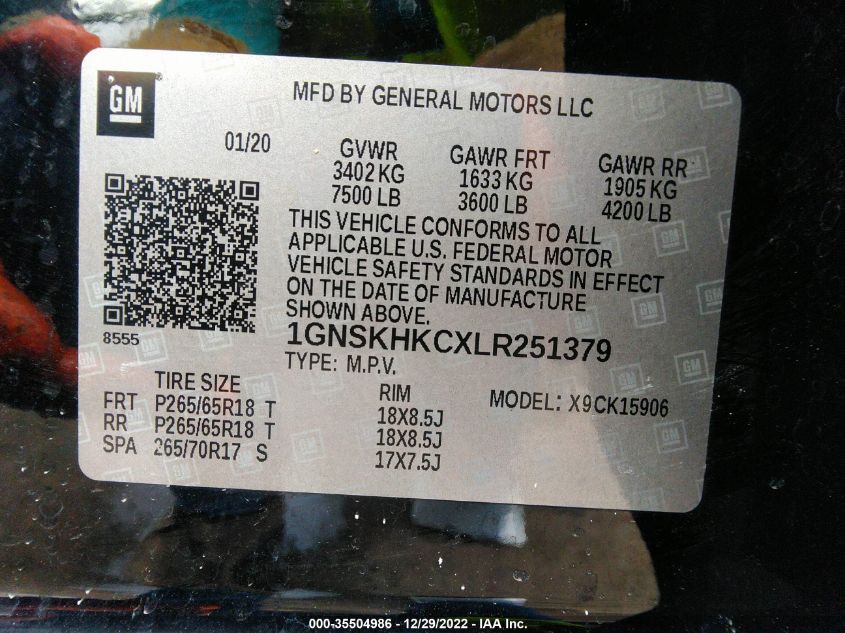 GM
MFD BY GENERAL MOTORS LLC
01/20
GVWR
3402 KG
7500 LB
GAWR FRT
1633 KG
3600 LB
GAWR RR
1905 KG
4200 LB
THIS VEHICLE CONFORMS TO ALL
APPLICABLE U.S. FEDERAL MOTOR
VEHICLE SAFETY STANDARDS IN EFFECT
ON THE DATE OF MANUFACTURE
SHOWN ABOVE.
8555
1GNSKHKCXLR251379
TYPE: M.P.V.
TIRE SIZE
RIM
MODEL: X9CK15906
FRT P265/65R18 T 18X8.5J
RR P265/65R18 T 18X8.5J
SPA 265/70R17 S 17X7.5J
000-35504986 - 12/29/2022 - IAA Inc.